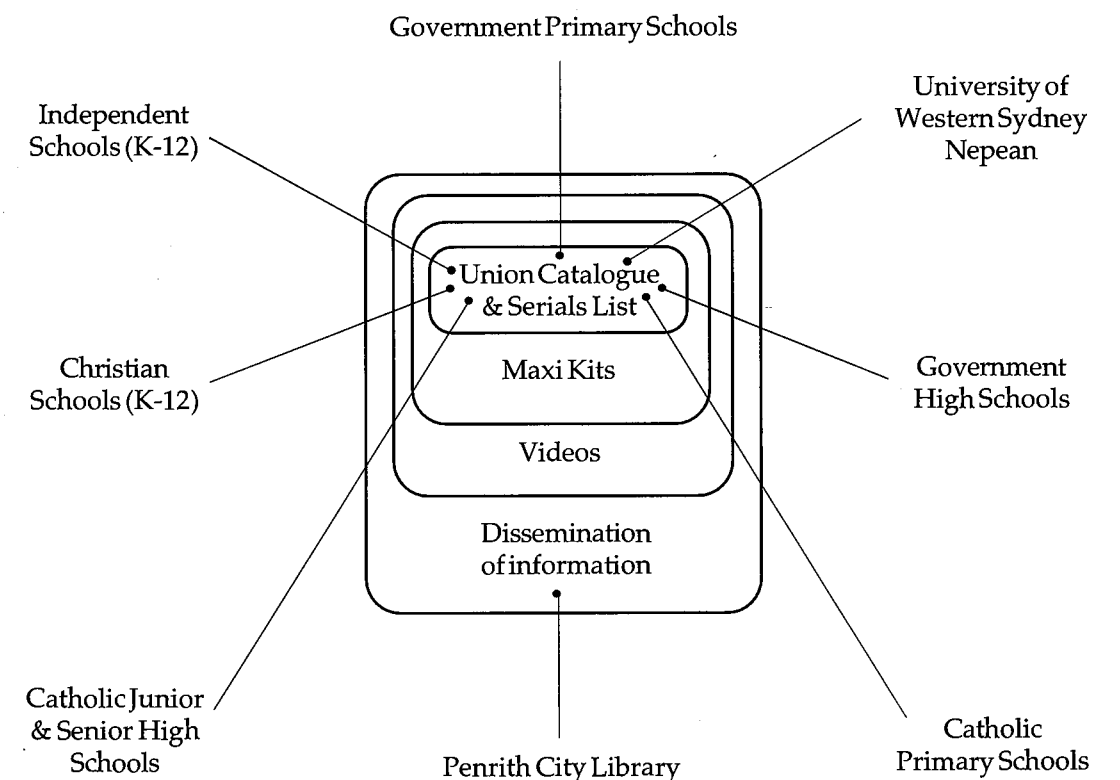 Government Primary Schools
Independent
Schools (K-12)
University of
Western Sydney
Nepean
Union Catalogue
& Serials List
Maxi Kits
Videos
Dissemination
of information
Christian
Schools (K-12)
Government
High Schools
Catholic Junior
& Senior High
Schools
Penrith City Library
Catholic
Primary Schools